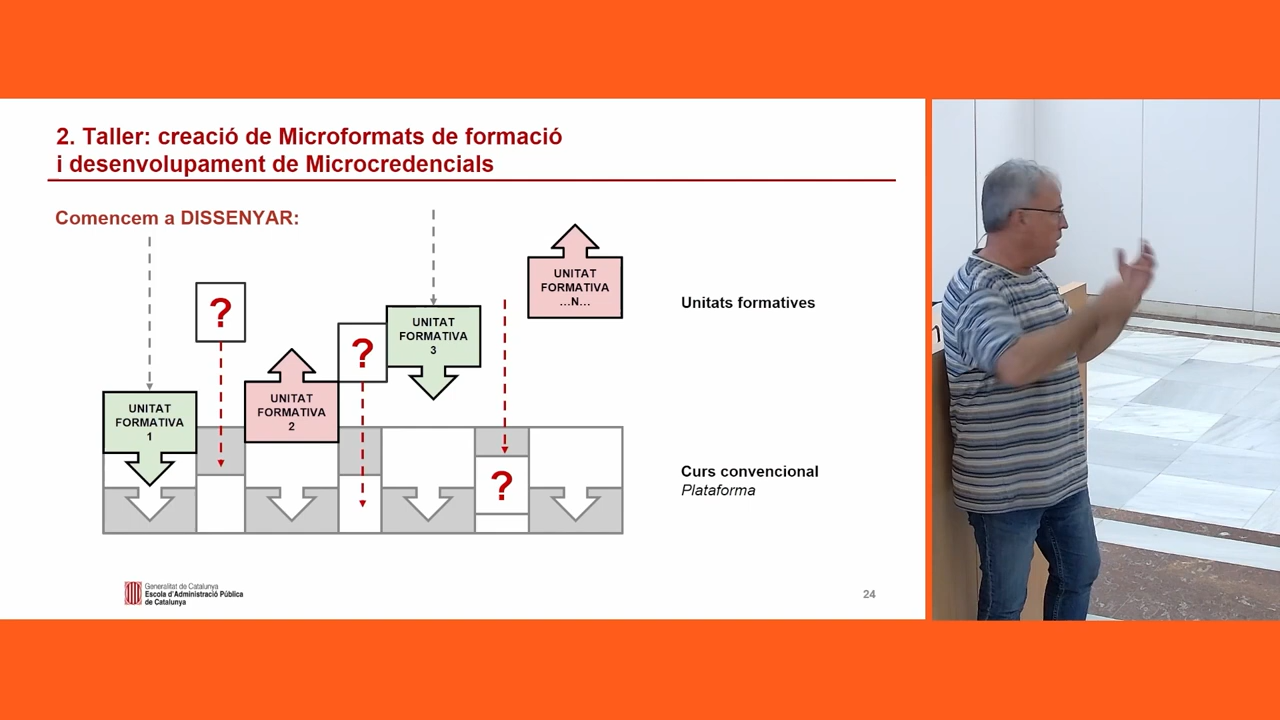 2. Taller: creació de Microformats de formació
i desenvolupament de Microcredencials
Comencem a DISSENYAR:
?
UNITAT
FORMATIVA
1
UNITAT
FORMATIVA
2
?
UNITAT
FORMATIVA
3
UNITAT
FORMATIVA
...N...
?
Unitats formatives
Curs convencional
Plataforma
Generalitat de Catalunya
Escola d'Administració Pública
de Catalunya
24